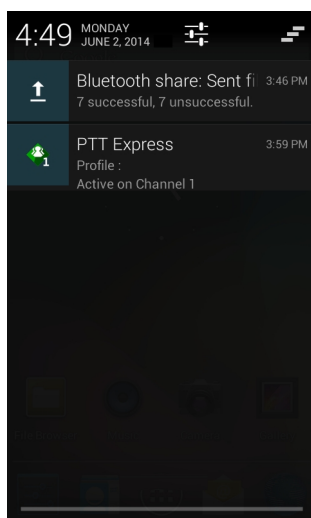 4:49 MONDAY
JUNE 2, 2014
Bluetooth share: Sent fi 3:46 PM
7 successful, 7 unsuccessful.
1
PTT Express 3:59 PM
Profile :
Active on Channel 1